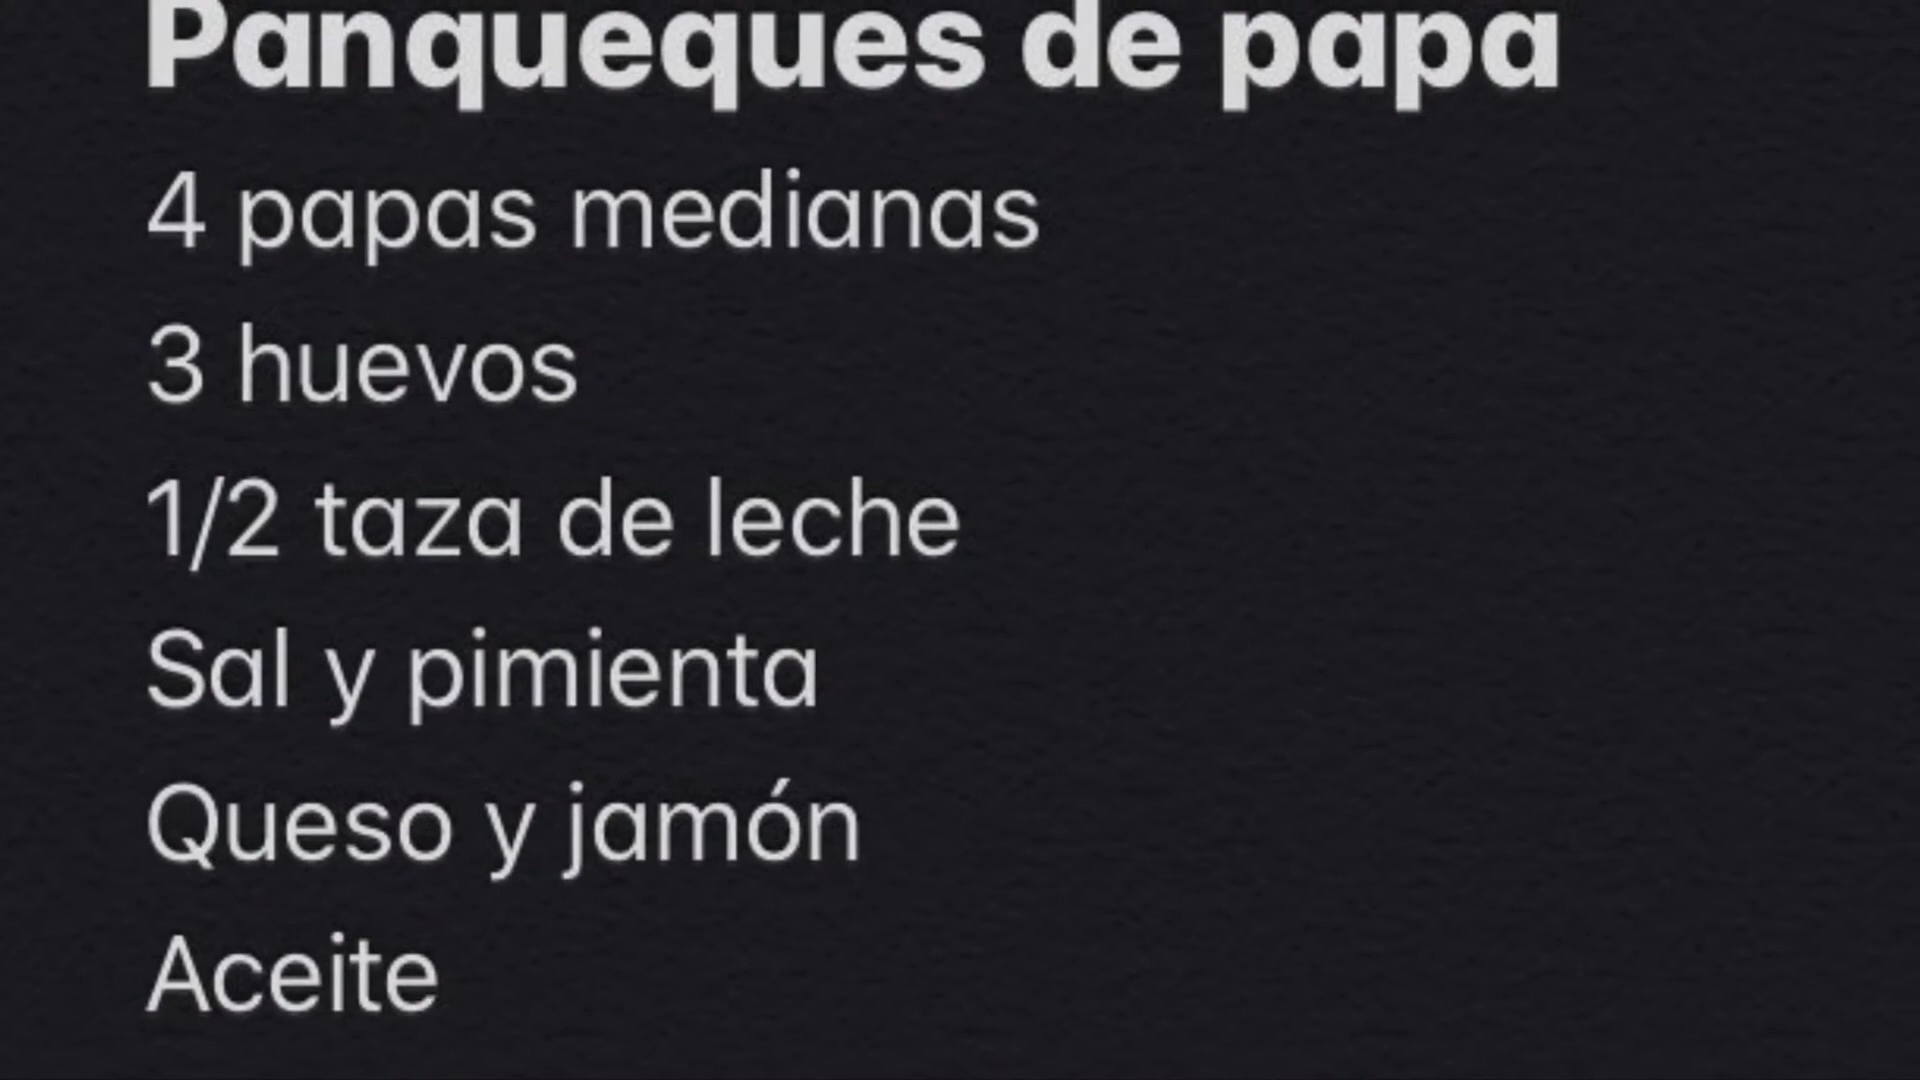 Panqueques de papa
4 papas medianas
3 huevos
1/2 taza de leche
Sal y pimienta
Queso y jamón
Aceite